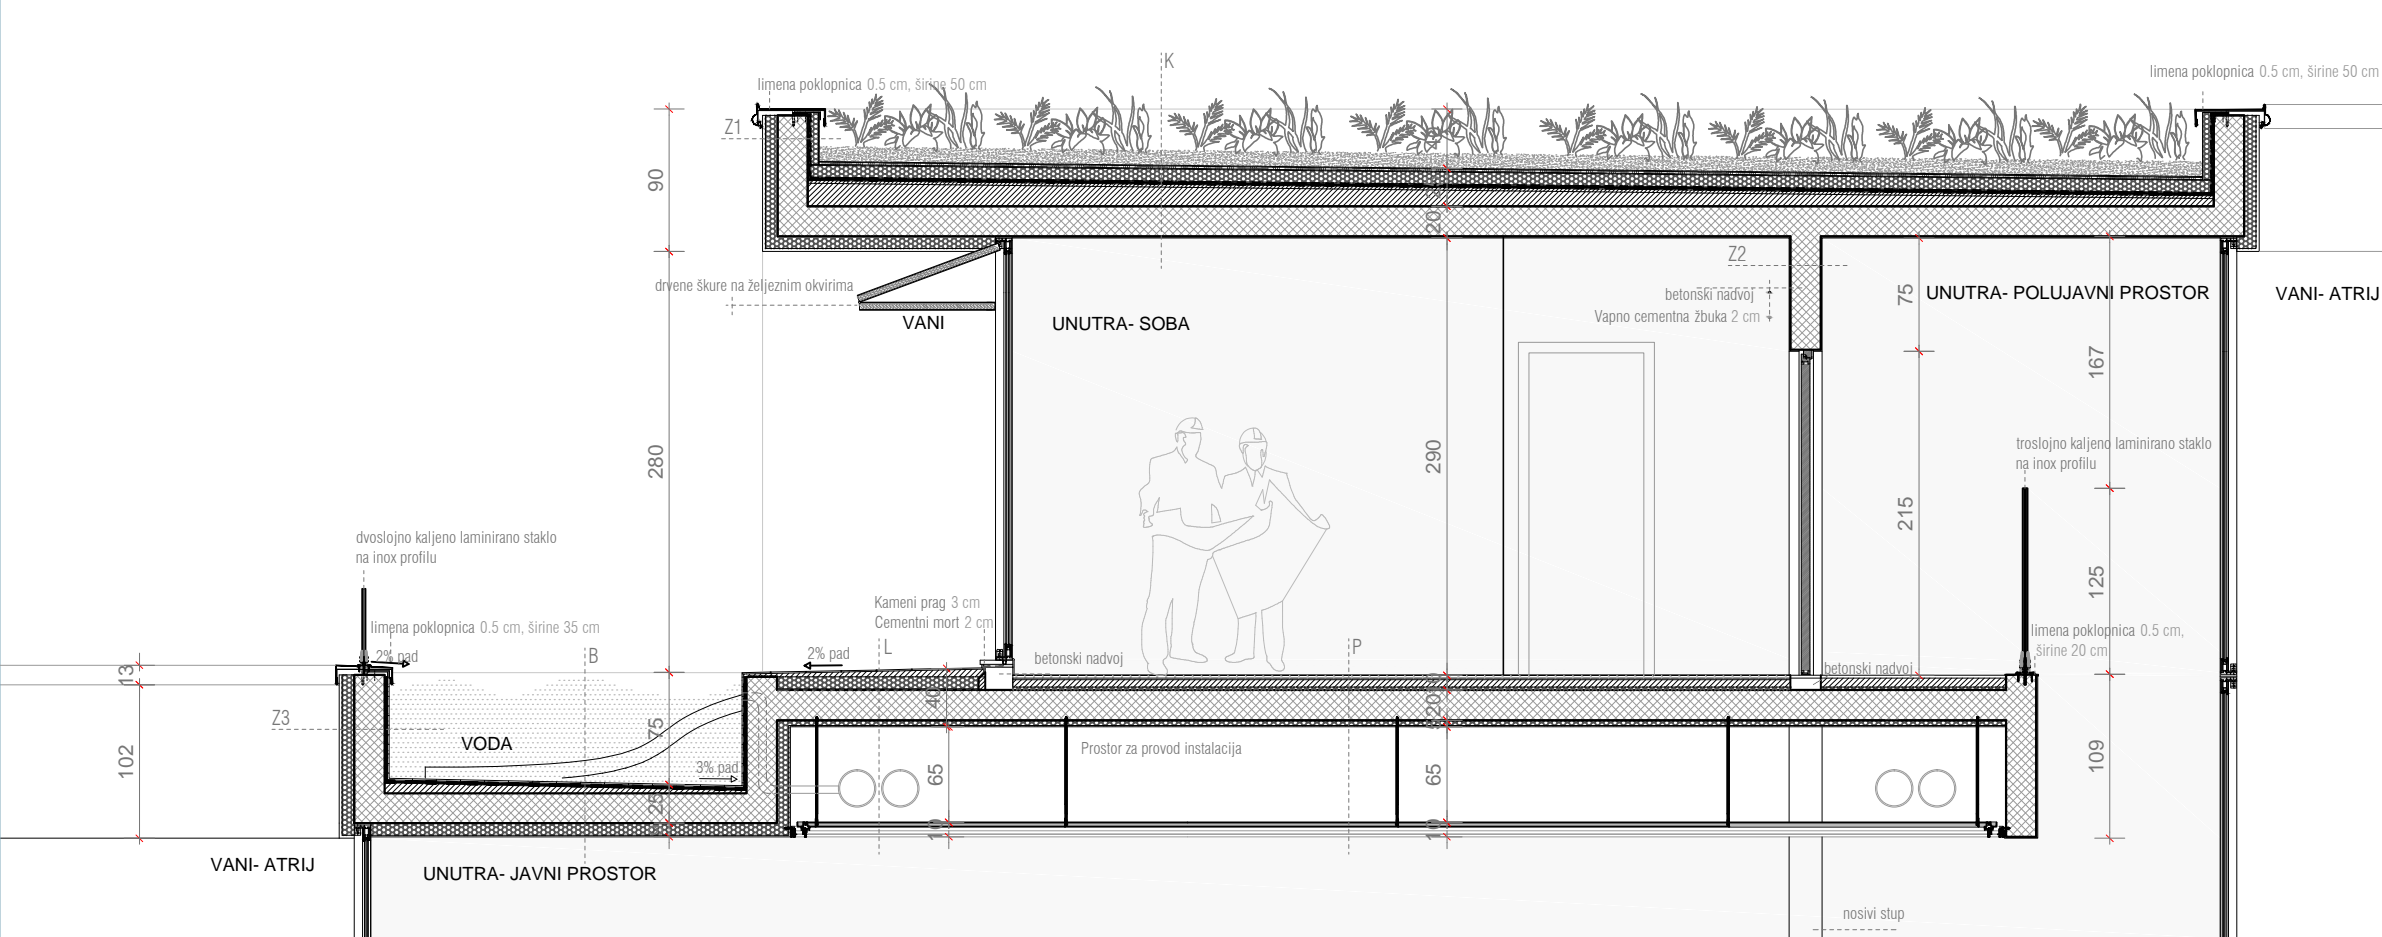 K
limena poklopnica 0.5 cm, širine 50 cm
limena poklopnica 0.5 cm, širine 50 cm
Z1
90
20
Z2
drvene škure na željeznim okvirima
VANI
UNUTRA- SOBA
betonski nadvoj
Vapno cementna žbuka 2 cm
75
UNUTRA- POLUJAVNI PROSTOR
VANI- ATRIJ
167
280
290
215
troslojno kaljeno laminirano staklo
na inox profilu
dvoslojno kaljeno laminirano staklo
na inox profilu
125
Kameni prag 3 cm
Cementni mort 2 cm
limena poklopnica 0.5 cm, širine 35 cm
limena poklopnica 0.5 cm,
širine 20 cm
2% pad
B
2% pad
L
betonski nadvoj
P
betonski nadvoj
13
40
20
Z3
75
VODA
Prostor za provod instalacija
102
3% pad
65
65
109
25
10
10
VANI- ATRIJ
UNUTRA- JAVNI PROSTOR
nosivi stup